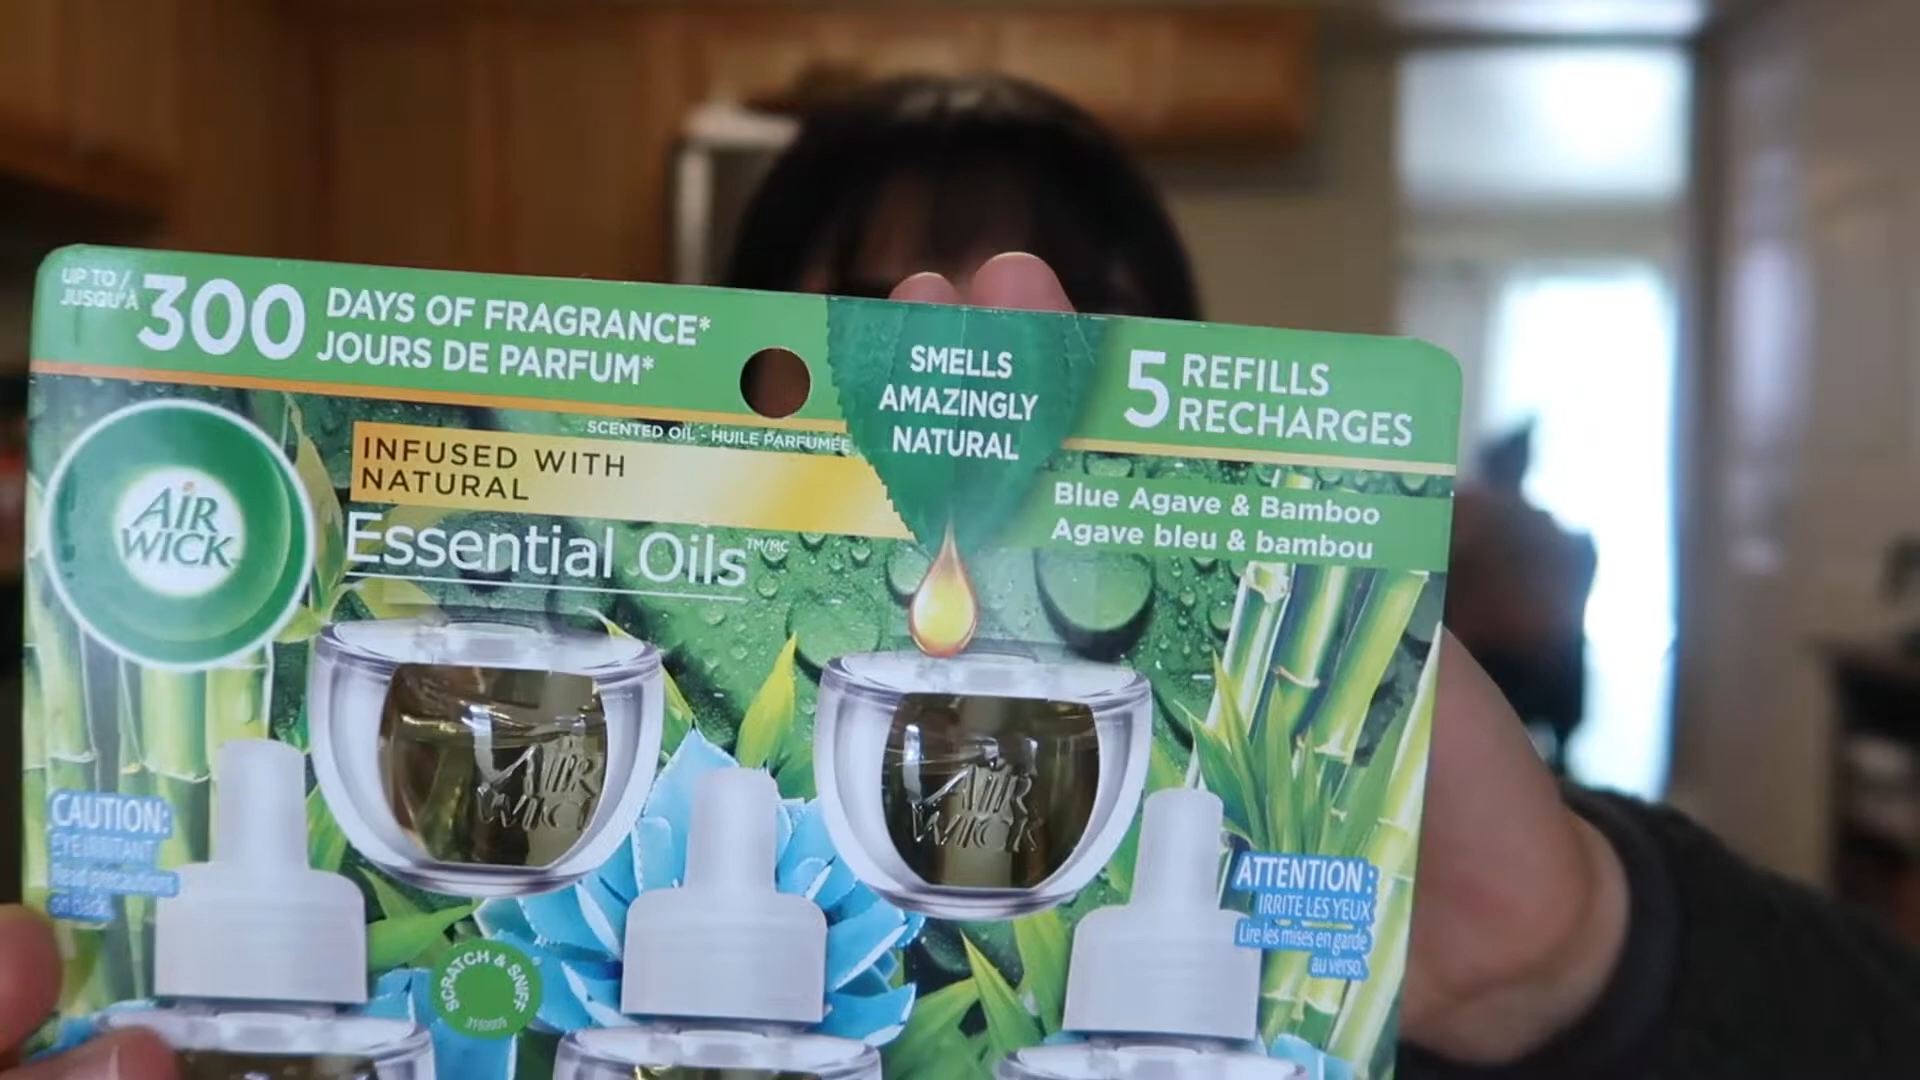 UP TO /
JUSQU'À
300
DAYS OF FRAGRANCE*
JOURS DE PARFUM*
SMELLS
AMAZINGLY
NATURAL
5
REFILLS
RECHARGES
SCENTED OIL - HUILE PARFUMÉE
INFUSED WITH
NATURAL
Essential Oils™/MC
Blue Agave & Bamboo
Agave bleu & bambou
AIR
WICK
AIR
WICK
AIR
WICK
CAUTION:
EYE IRRITANT
Read precautions
on back.
ATTENTION :
IRRITE LES YEUX
Lire les mises en garde
au verso.
SCRATCH & SNIFF